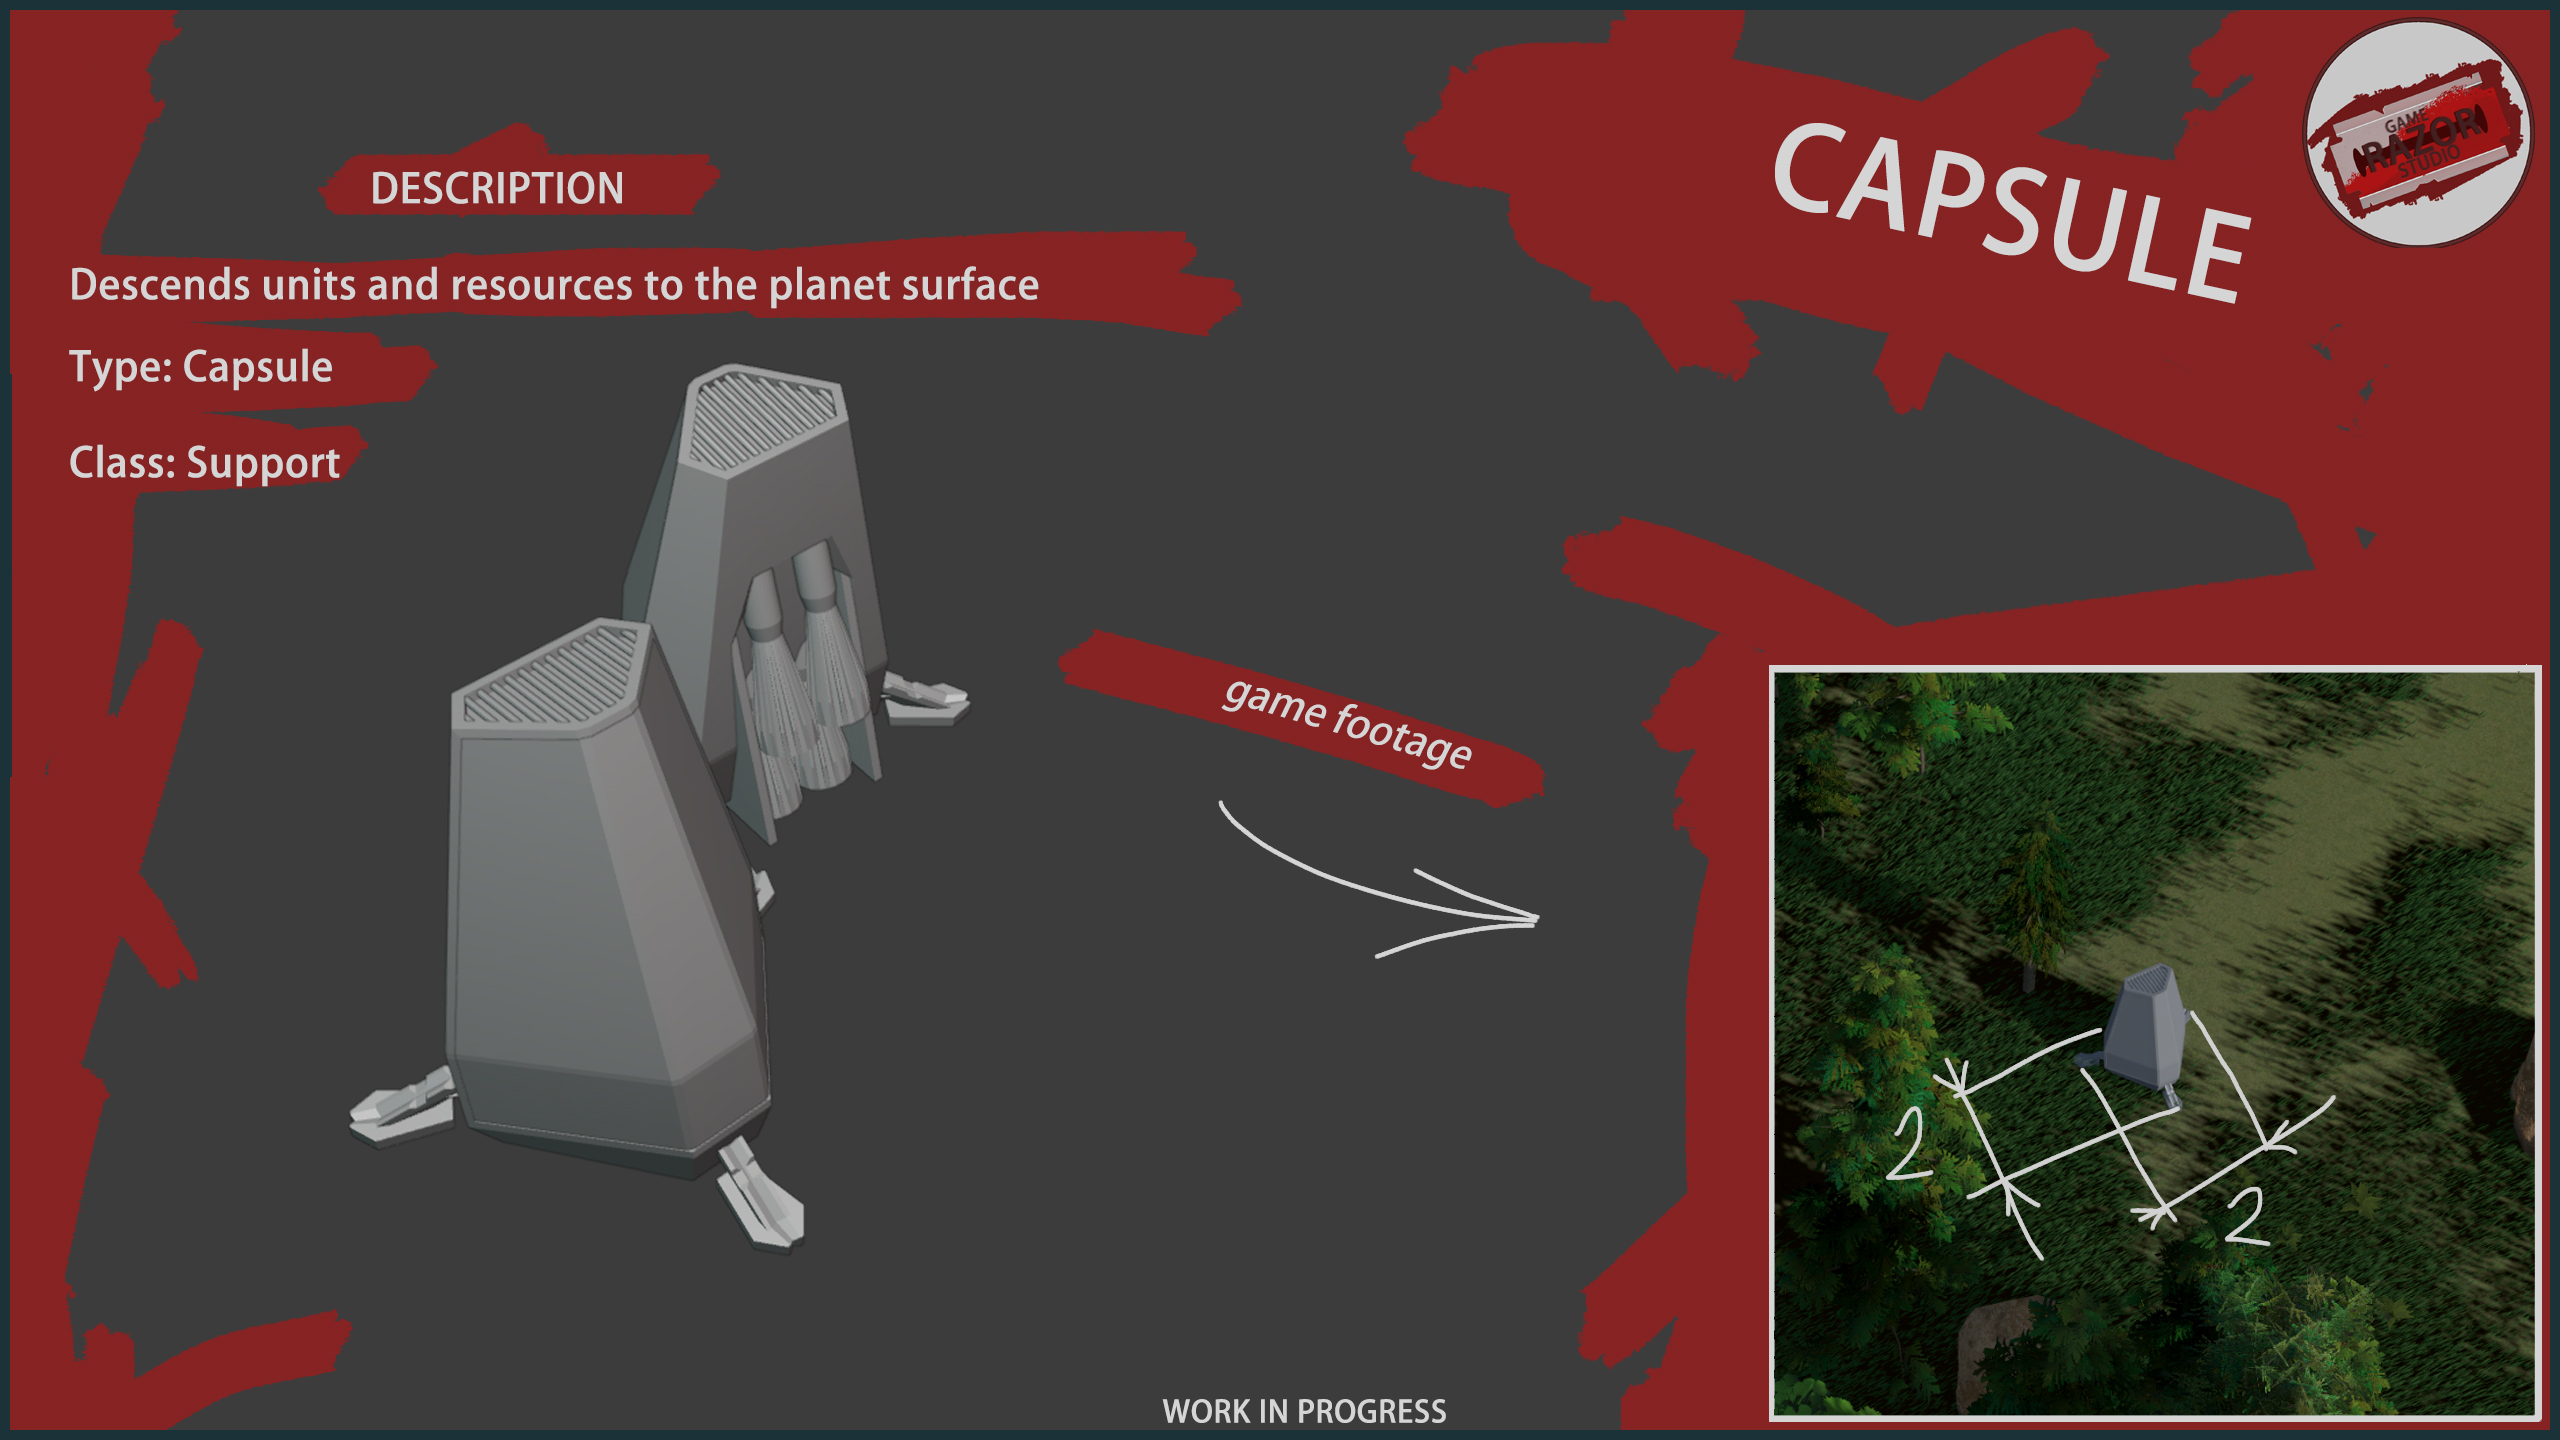 DESCRIPTION
Descends units and resources to the planet surface
Type: Capsule
Class: Support
CAPSULE
GAME
RAZOR
STUDIO
game footage
2
2
WORK IN PROGRESS